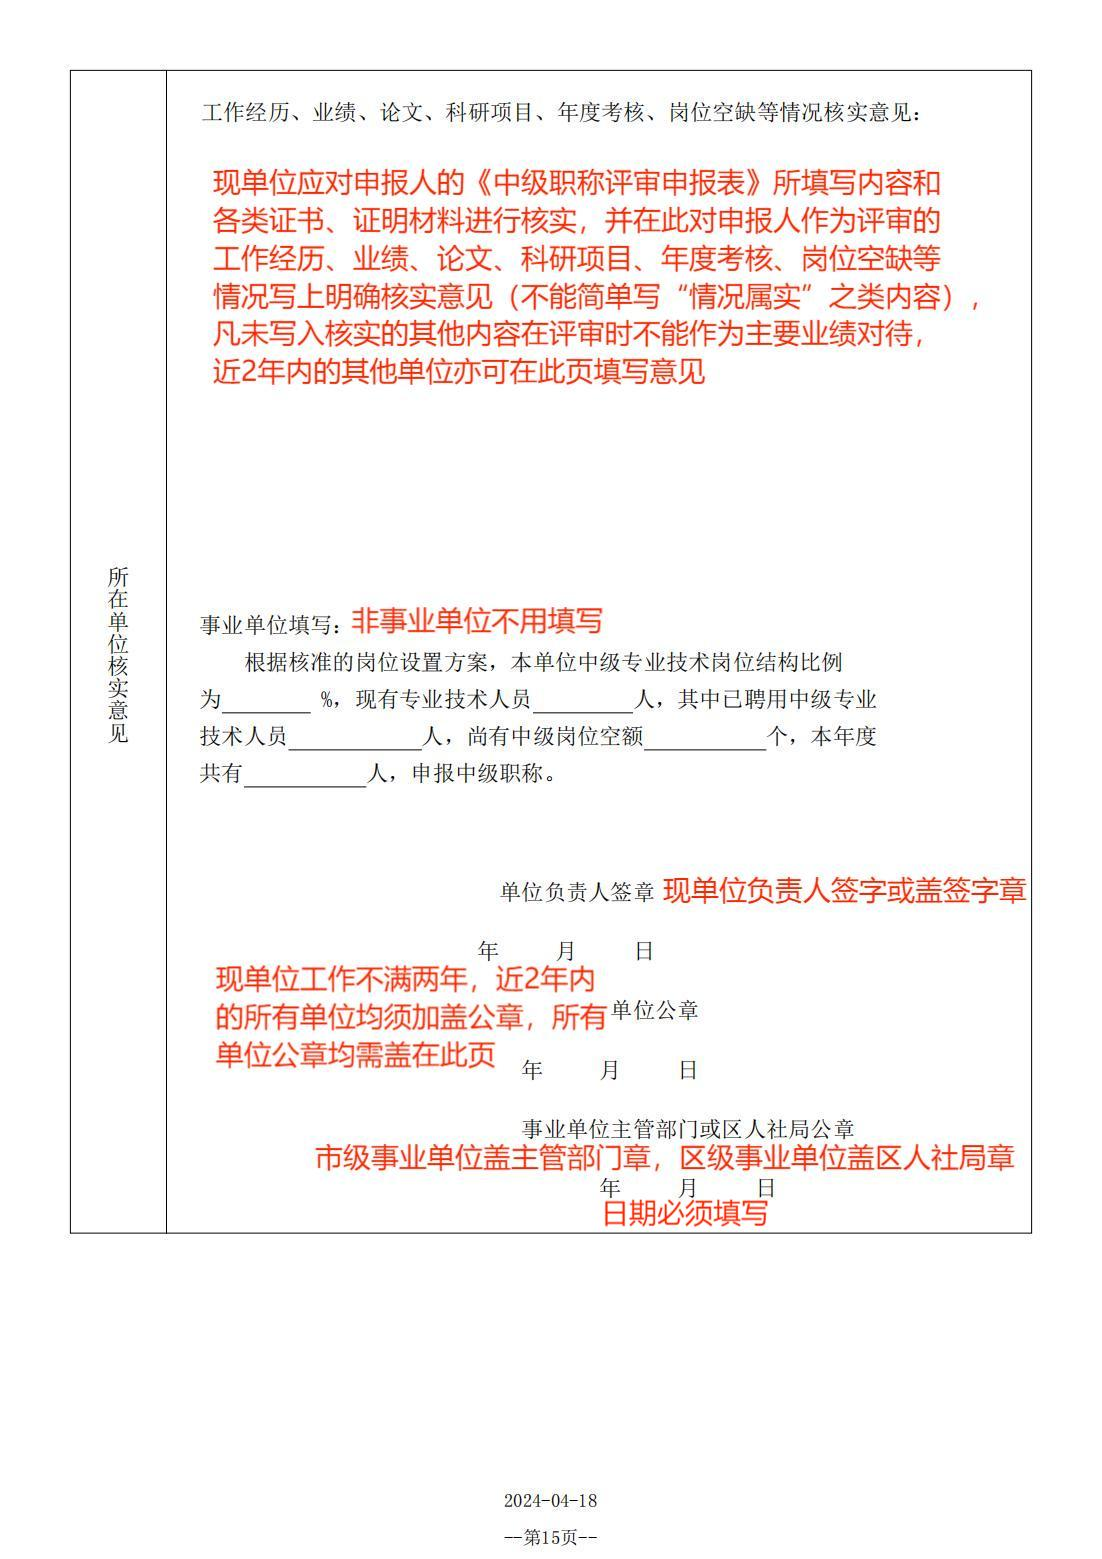 工作经历、业绩、论文、科研项目、年度考核、岗位空缺等情况核实意见：
现单位应对申报人的《中级职称评审申报表》所填写内容和
各类证书、证明材料进行核实，并在此对申报人作为评审的
工作经历、业绩、论文、科研项目、年度考核、岗位空缺等
情况写上明确核实意见（不能简单写“情况属实”之类内容），
凡未写入核实的其他内容在评审时不能作为主要业绩对待，
近2年内的其他单位亦可在此页填写意见
所在单位核实意见
事业单位填写：非事业单位不用填写
根据核准的岗位设置方案，本单位中级专业技术岗位结构比例
为________ %，现有专业技术人员_________人，其中已聘用中级专业
技术人员____________人，尚有中级岗位空额___________个，本年度
共有___________人，申报中级职称。
单位负责人签章 现单位负责人签字或盖签字章
年 月 日
现单位工作不满两年，近2年内
的所有单位均须加盖公章，所有 单位公章
单位公章均需盖在此页
年 月 日
事业单位主管部门或区人社局公章
市级事业单位盖主管部门章，区级事业单位盖区人社局章
年 月 日
日期必须填写
2024-04-18
--第15页--